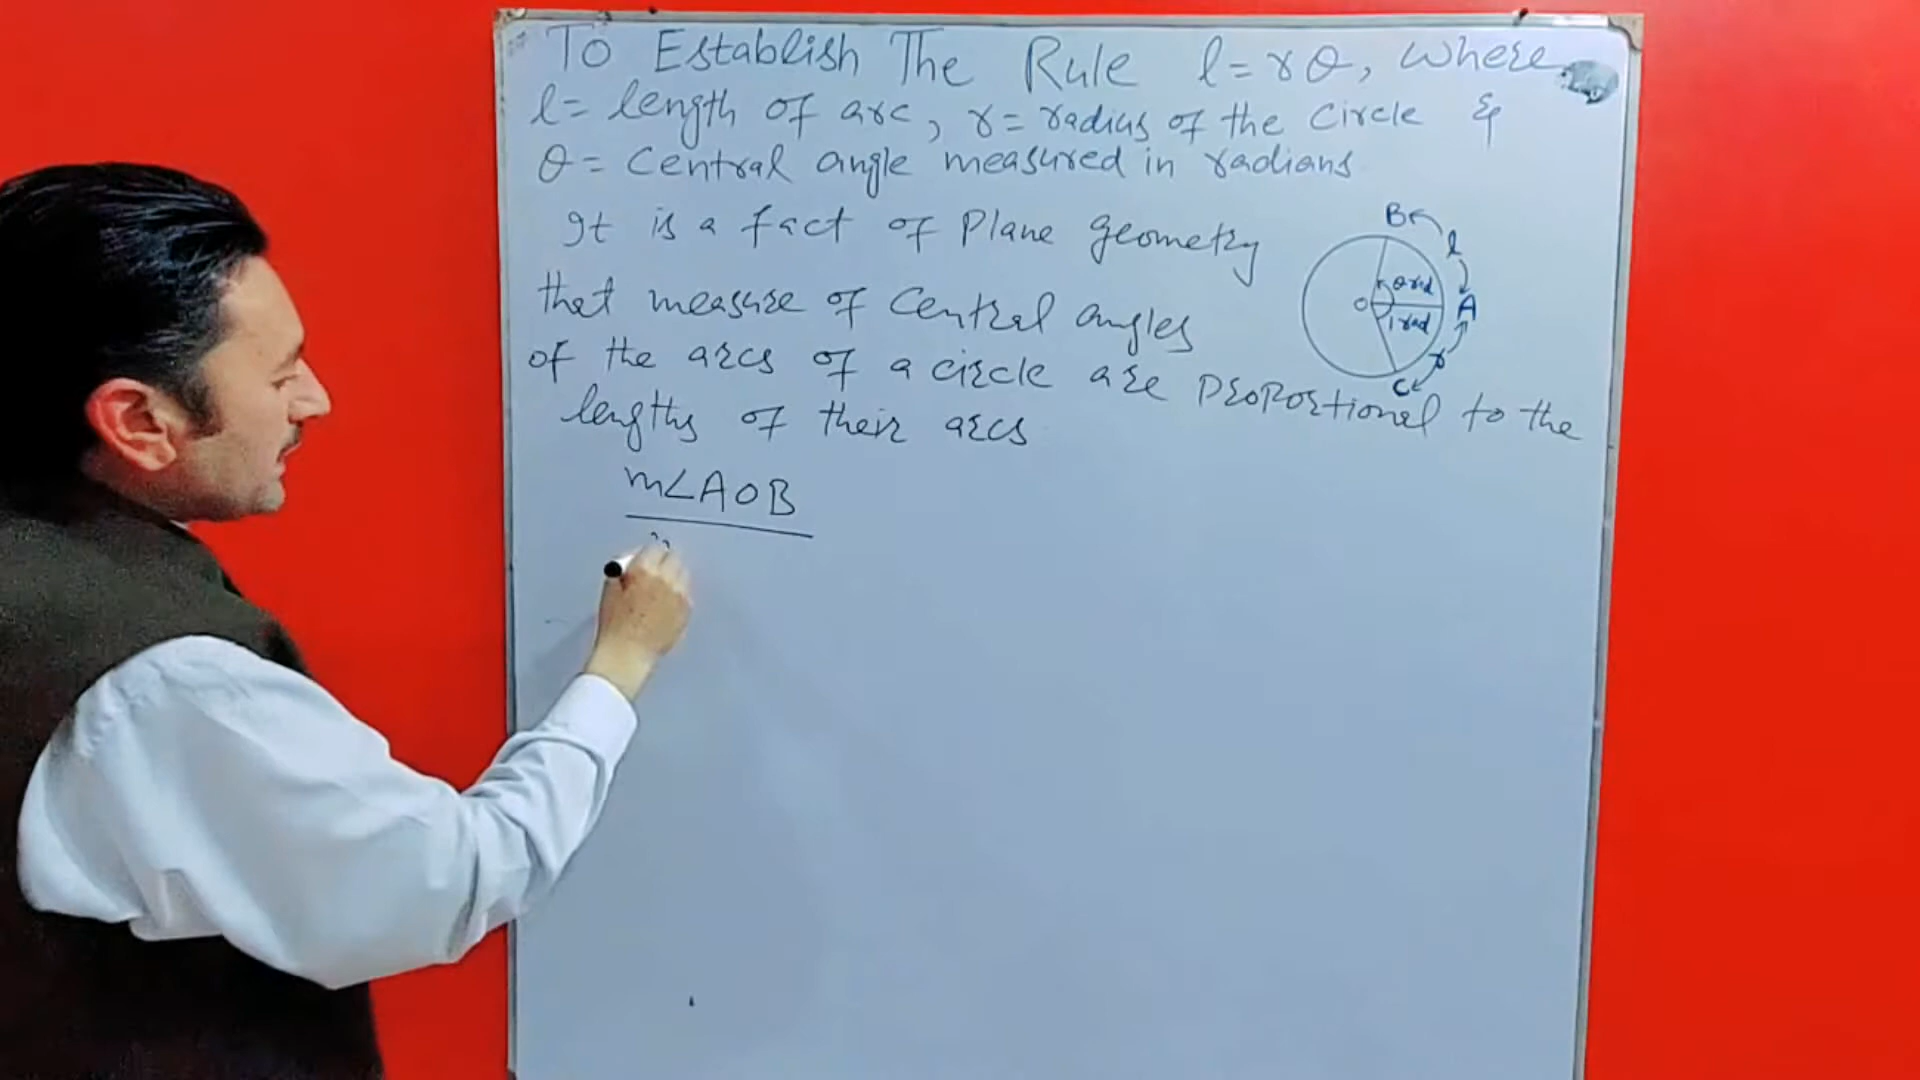 To Establish The Rule l = rθ, where
l = length of arc, r = radius of the circle &
θ = Central angle measured in radians
It is a fact of Plane geometry
that measure of Central angles
of the arcs of a circle are proportional to the
lengths of their arcs
m∠AOB
B
l
θ rad
O
A
1 rad
r
C